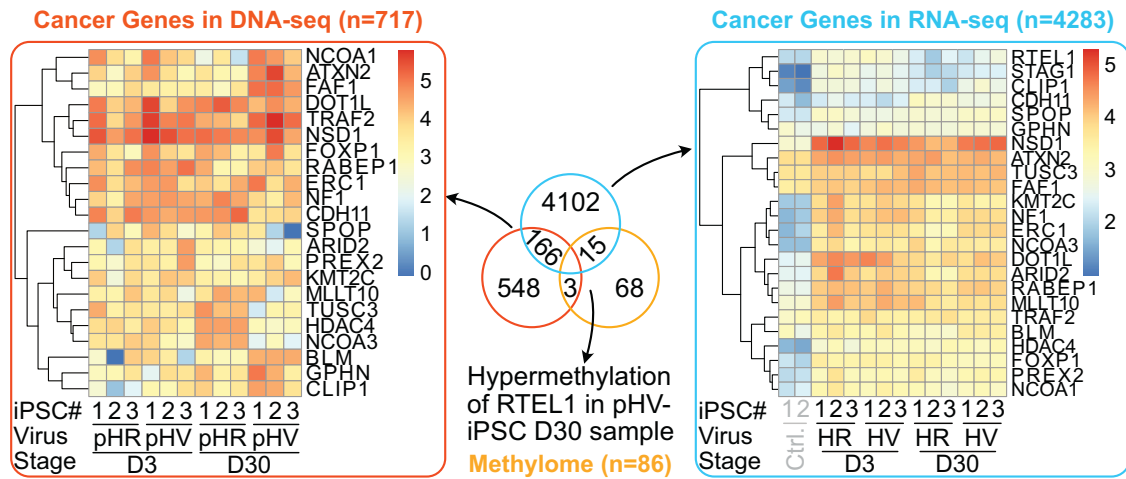 Cancer Genes in DNA-seq (n=717)
NCOA1
ATXN2
FAF1
DOT1L
TRAF2
NSD1
FOXP1
RABEP1
ERC1
NF1
CDH11
SPOP
ARID2
PREX2
KMT2C
MLLT10
TUSC3
HDAC4
NCOA3
BLM
GPHN
CLIP1
5
4
3
2
1
0
iPSC# 1 2 3 1 2 3 1 2 3 1 2 3
Virus pHR pHV pHR pHV
Stage D3 D30
4102
166
15
548
3
68
Hypermethylation
of RTEL1 in pHV-
iPSC D30 sample
Methylome (n=86)
Cancer Genes in RNA-seq (n=4283)
RTEL1
STAG1
CLIP1
CDH11
SPOP
GPHN
NSD1
ATXN2
TUSC3
FAF1
KMT2C
NF1
ERC1
NCOA3
DOT1L
ARID2
RABEP1
MLLT10
TRAF2
BLM
HDAC4
FOXP1
PREX2
NCOA1
5
4
3
2
iPSC# 1 2 1 2 3 1 2 3 1 2 3 1 2 3
Virus Ctrl. HR HV HR HV
Stage D3 D30